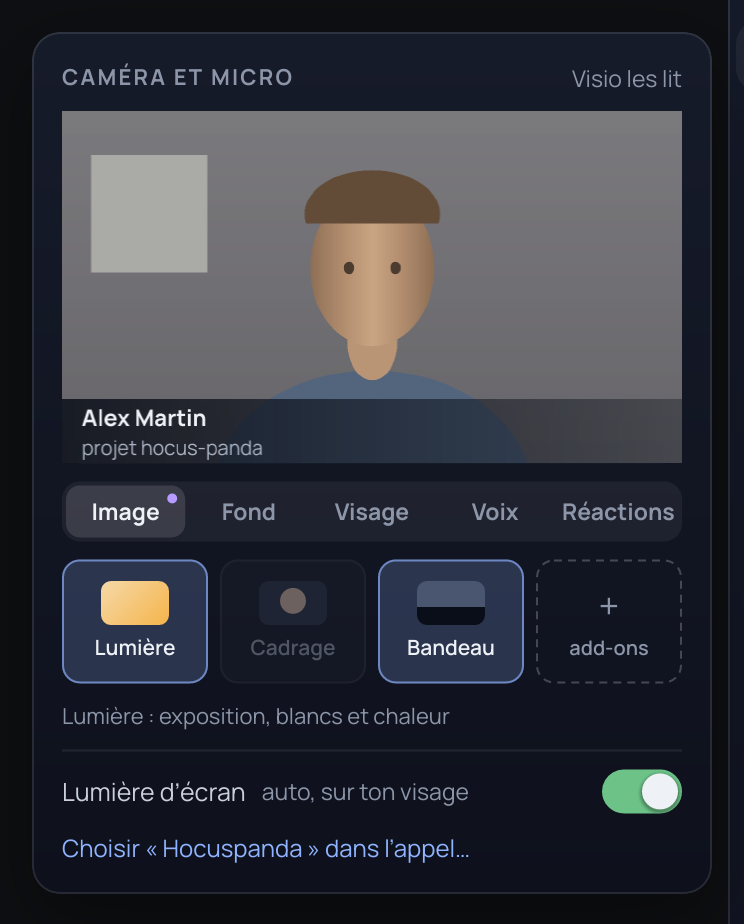 CAMÉRA ET MICRO
Visio les lit
Alex Martin
projet hocus-panda
Image
Fond
Visage
Voix
Réactions
Lumière
Cadrage
Bandeau
+
add-ons
Lumière : exposition, blancs et chaleur
Lumière d’écran auto, sur ton visage
Choisir « Hocuspanda » dans l’appel…